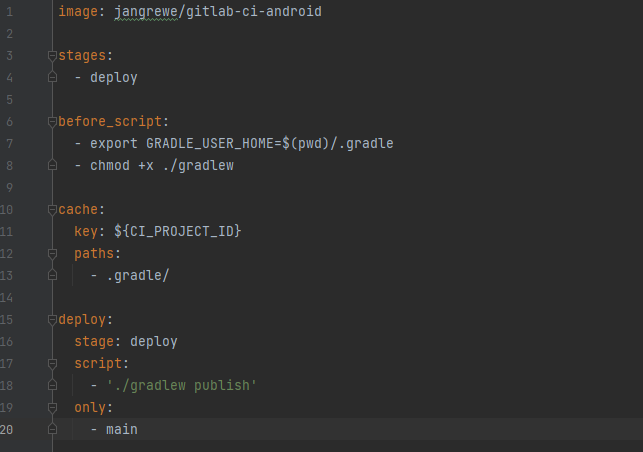 1 image: jangrewe/gitlab-ci-android
2
3 stages:
4   - deploy
5
6 before_script:
7   - export GRADLE_USER_HOME=$(pwd)/.gradle
8   - chmod +x ./gradlew
9
10 cache:
11   key: ${CI_PROJECT_ID}
12   paths:
13     - .gradle/
14
15 deploy:
16   stage: deploy
17   script:
18     - './gradlew publish'
19   only:
20     - main